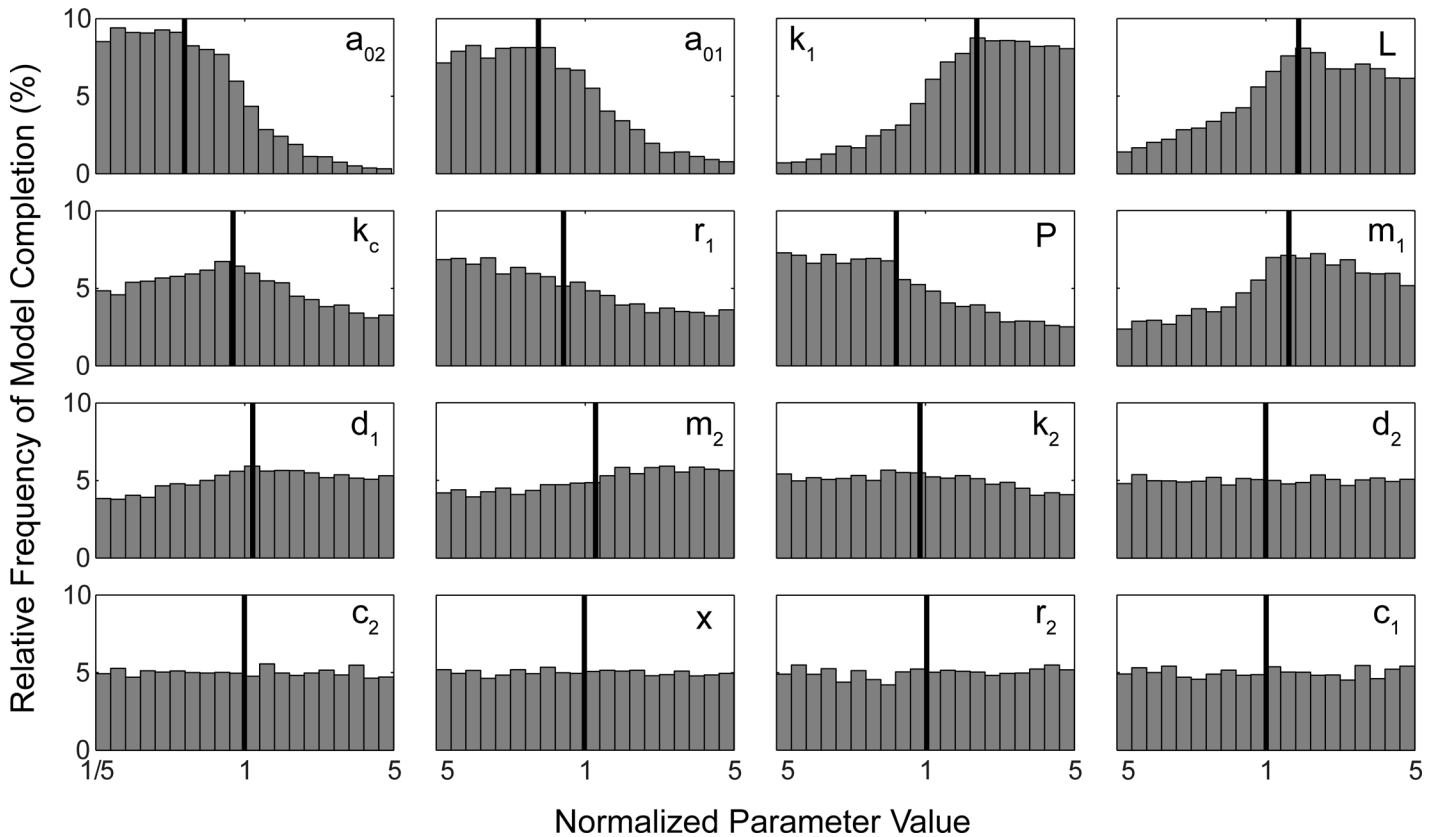 Relative Frequency of Model Completion (%)
10
5
0
a02
a01
k1
L
10
5
0
kc
r1
P
m1
10
5
0
d1
m2
k2
d2
10
5
0
c2
x
r2
c1
1/5 1 5
5 1 5
5 1 5
5 1 5
Normalized Parameter Value